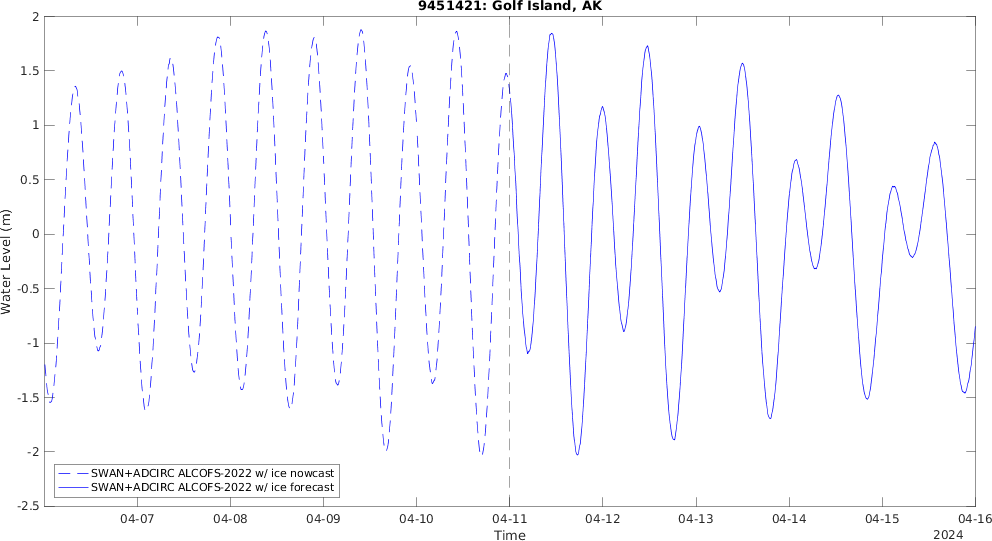 9451421: Golf Island, AK
2
1.5
1
0.5
0
-0.5
-1
-1.5
-2
-2.5
Water Level (m)
SWAN+ADCIRC ALCOFS-2022 w/ ice nowcast
SWAN+ADCIRC ALCOFS-2022 w/ ice forecast
04-07 04-08 04-09 04-10 04-11 04-12 04-13 04-14 04-15 04-16
Time
2024